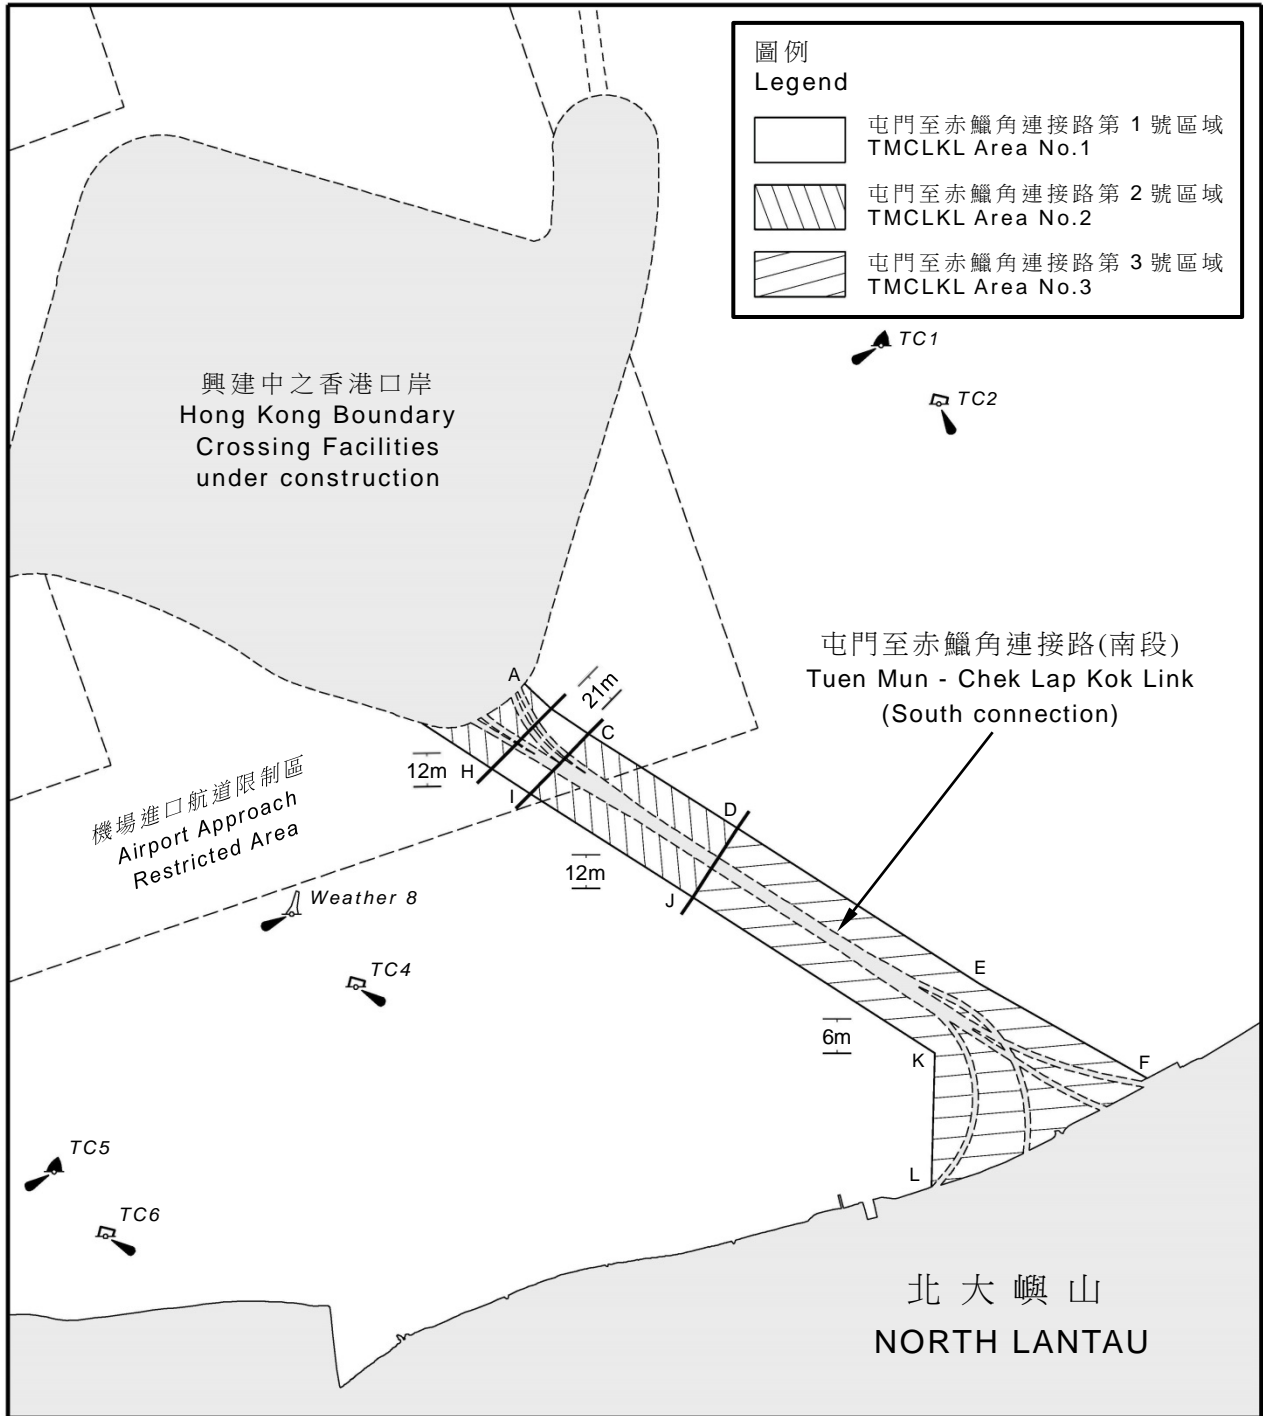 圖例
Legend
屯門至赤鱲角連接路第 1 號區域
TMCLKL Area No.1
屯門至赤鱲角連接路第 2 號區域
TMCLKL Area No.2
屯門至赤鱲角連接路第 3 號區域
TMCLKL Area No.3
TC1
TC2
興建中之香港口岸
Hong Kong Boundary
Crossing Facilities
under construction
屯門至赤鱲角連接路(南段)
Tuen Mun - Chek Lap Kok Link
(South connection)
A
21m
C
12m
H
I
D
機場進口航道限制區
Airport Approach
Restricted Area
12m
J
Weather 8
TC4
E
6m
K
F
TC5
L
TC6
北大嶼山
NORTH LANTAU